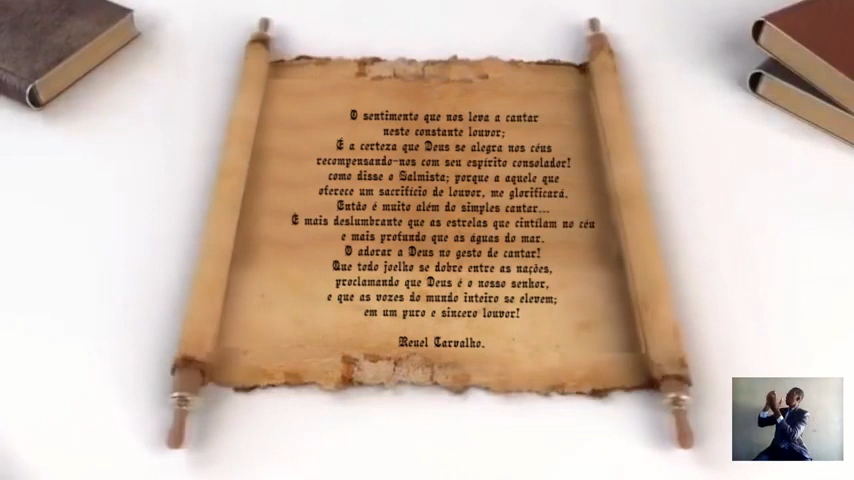 O sentimento que nos leva a cantar
neste constante louvor;
É a certeza que Deus se alegra nos céus
recompensando-nos com seu espírito consolador!
como disse o Salmista; porque a aquele que
oferece um sacrifício de louvor, me glorificará.
Então é muito além do simples cantar...
É mais deslumbrante que as estrelas que cintilam no céu
e mais profundo que as águas do mar.
O adorar a Deus no gesto de cantar!
Que todo joelho se dobre entre as nações,
proclamando que Deus é o nosso senhor,
e que as vozes do mundo inteiro se elevem;
em um puro e sincero louvor!
Reuel Carvalho.